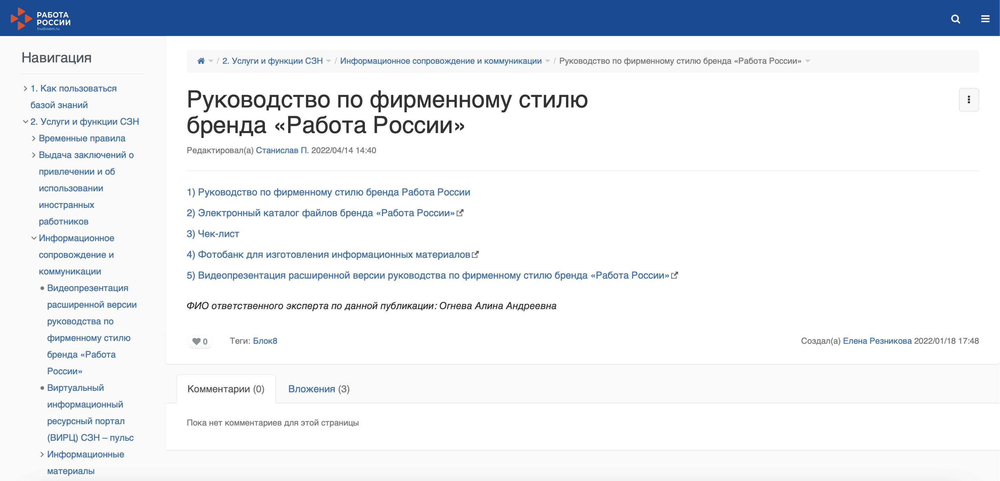 РАБОТА
РОССИИ
trudvsem.ru
Навигация
1. Как пользоваться
базой знаний
2. Услуги и функции СЗН
Временные правила
Выдача заключений о
привлечении и об
использовании
иностранных
работников
Информационное
сопровождение и
коммуникации
Видеопрезентация
расширенной версии
руководства по
фирменному стилю
бренда «Работа
России»
Виртуальный
информационный
ресурсный портал
(ВИРЦ) СЗН – пульс
Информационные
материалы
/ 2. Услуги и функции СЗН / Информационное сопровождение и коммуникации / Руководство по фирменному стилю бренда «Работа России»
Руководство по фирменному стилю
бренда «Работа России»
Редактировал(а) Станислав П. 2022/04/14 14:40
1) Руководство по фирменному стилю бренда Работа России
2) Электронный каталог файлов бренда «Работа России»
3) Чек-лист
4) Фотобанк для изготовления информационных материалов
5) Видеопрезентация расширенной версии руководства по фирменному стилю бренда «Работа России»
ФИО ответственного эксперта по данной публикации: Огнева Алина Андреевна
0 Теги: Блок8 Создал(а) Елена Резникова 2022/01/18 17:48
Комментарии (0) Вложения (3)
Пока нет комментариев для этой страницы